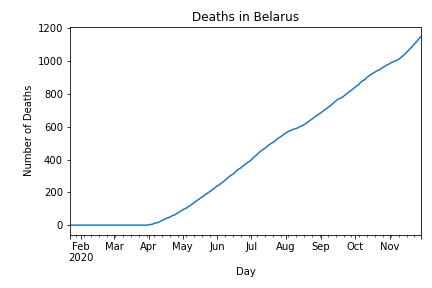 Deaths in Belarus
1200
1000
800
600
400
200
0
Number of Deaths
Feb Mar Apr May Jun Jul Aug Sep Oct Nov
2020
Day